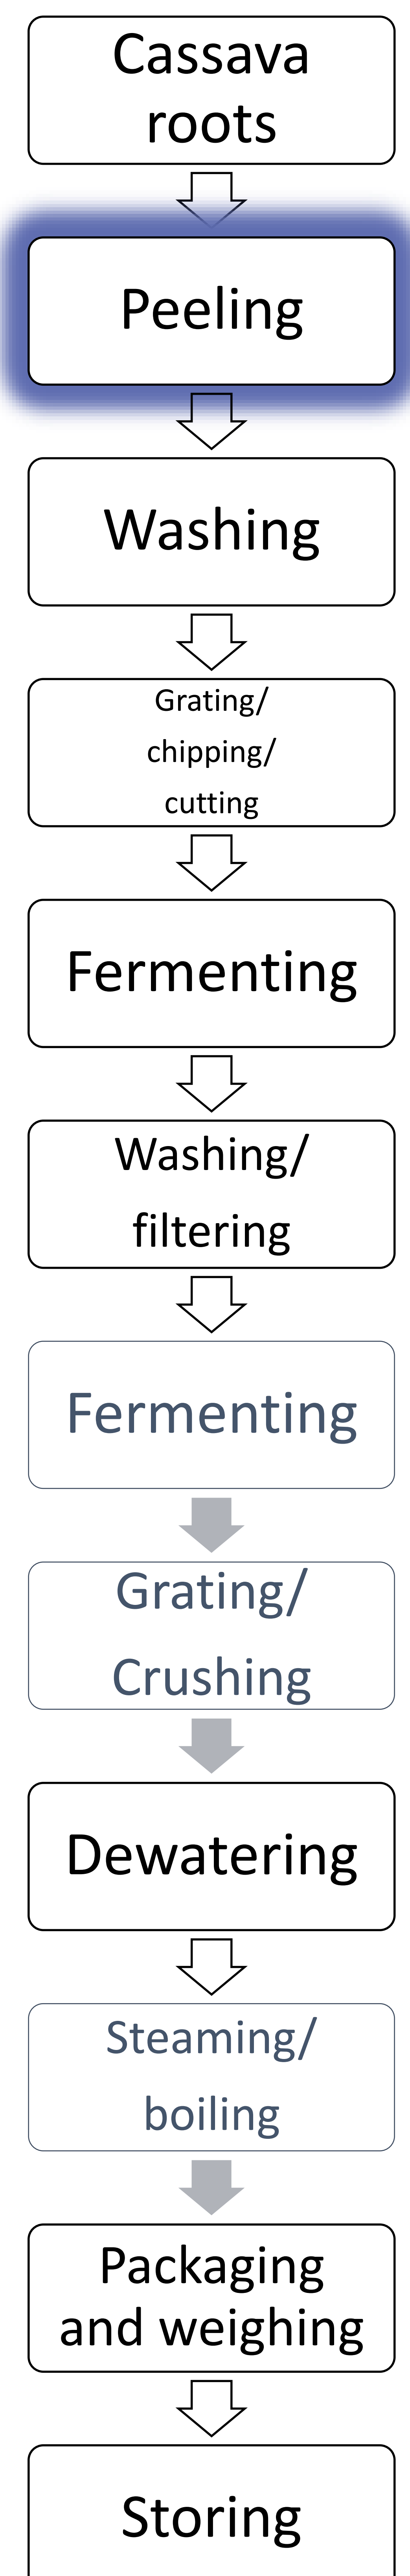 Cassava
roots
Peeling
Washing
Grating/
chipping/
cutting
Fermenting
Washing/
filtering
Fermenting
Grating/
Crushing
Dewatering
Steaming/
boiling
Packaging
and weighing
Storing